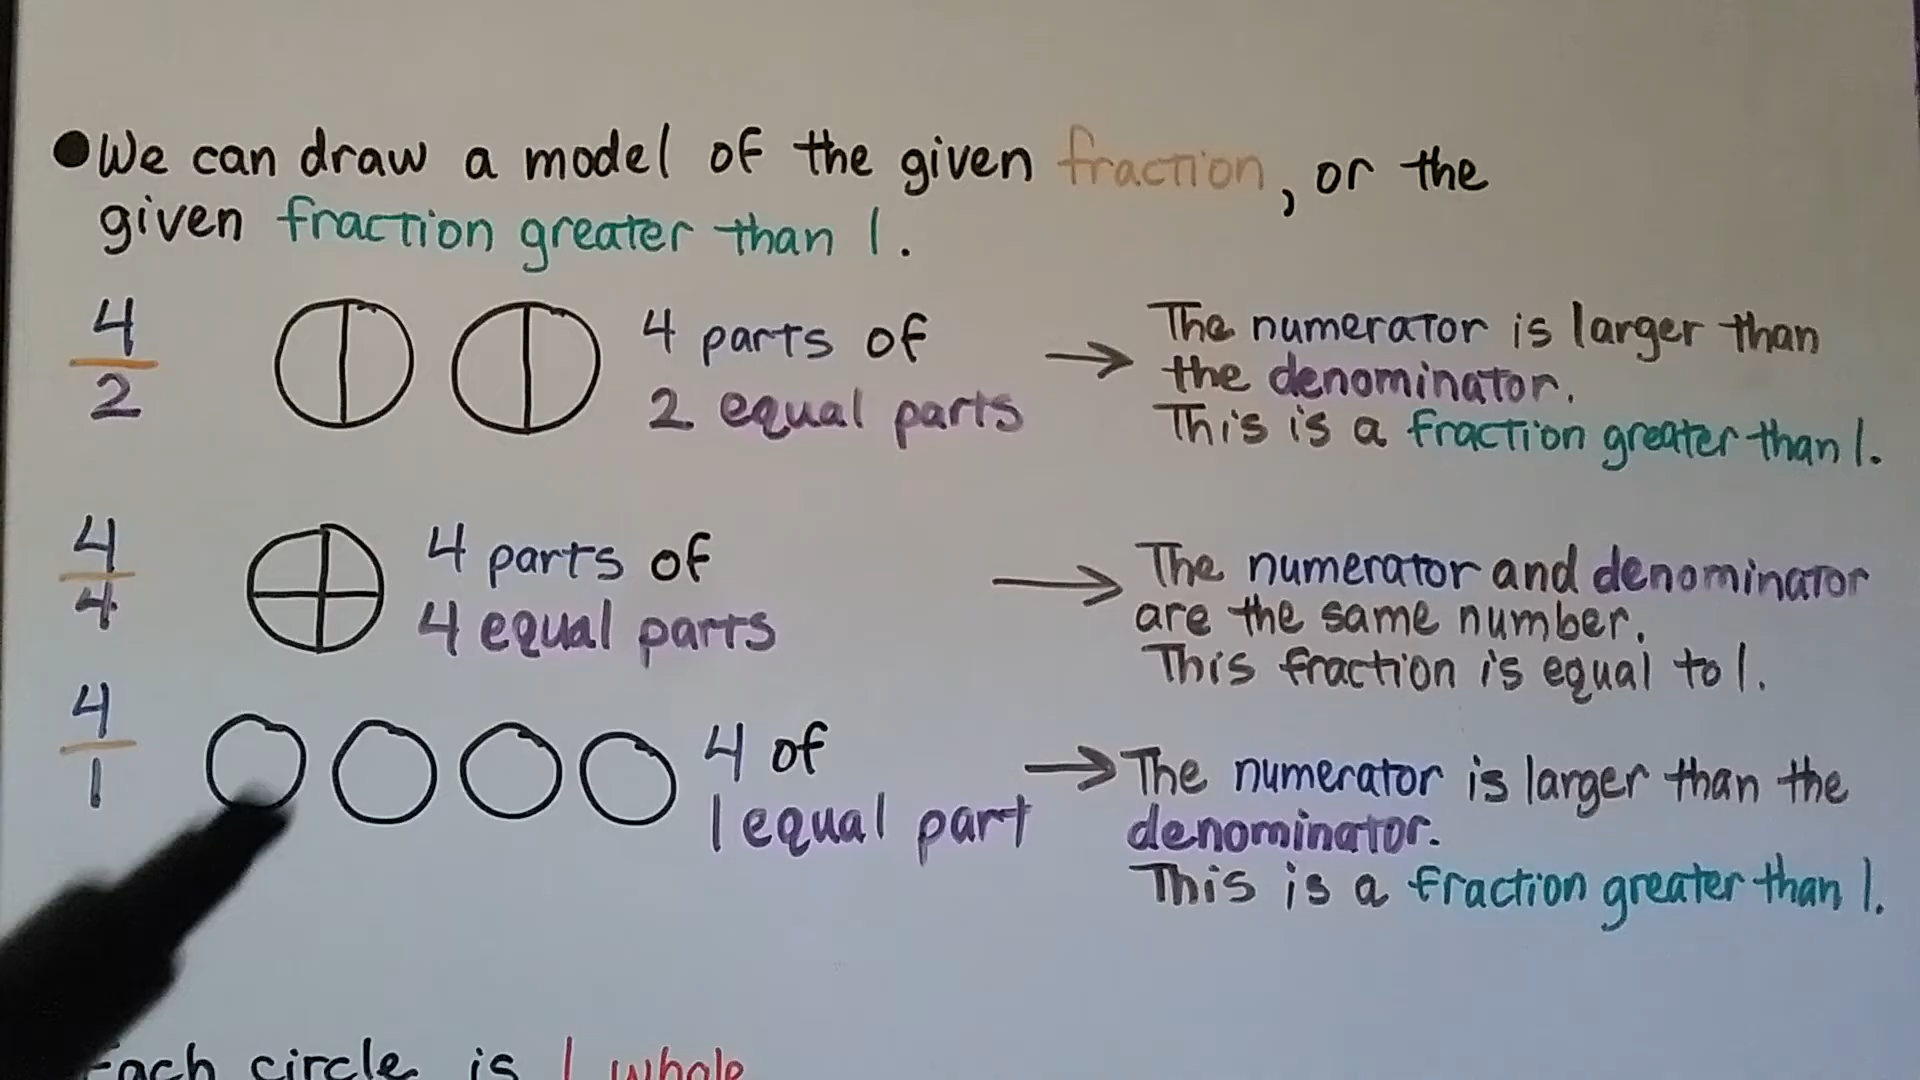 ●We can draw a model of the given fraction, or the
given fraction greater than 1.
4/2
4 parts of
2 equal parts
→ The numerator is larger than
the denominator.
This is a fraction greater than 1.
4/4
4 parts of
4 equal parts
→ The numerator and denominator
are the same number.
This fraction is equal to 1.
4/1
4 of
1 equal part
→ The numerator is larger than the
denominator.
This is a fraction greater than 1.
Each circle is 1 whole